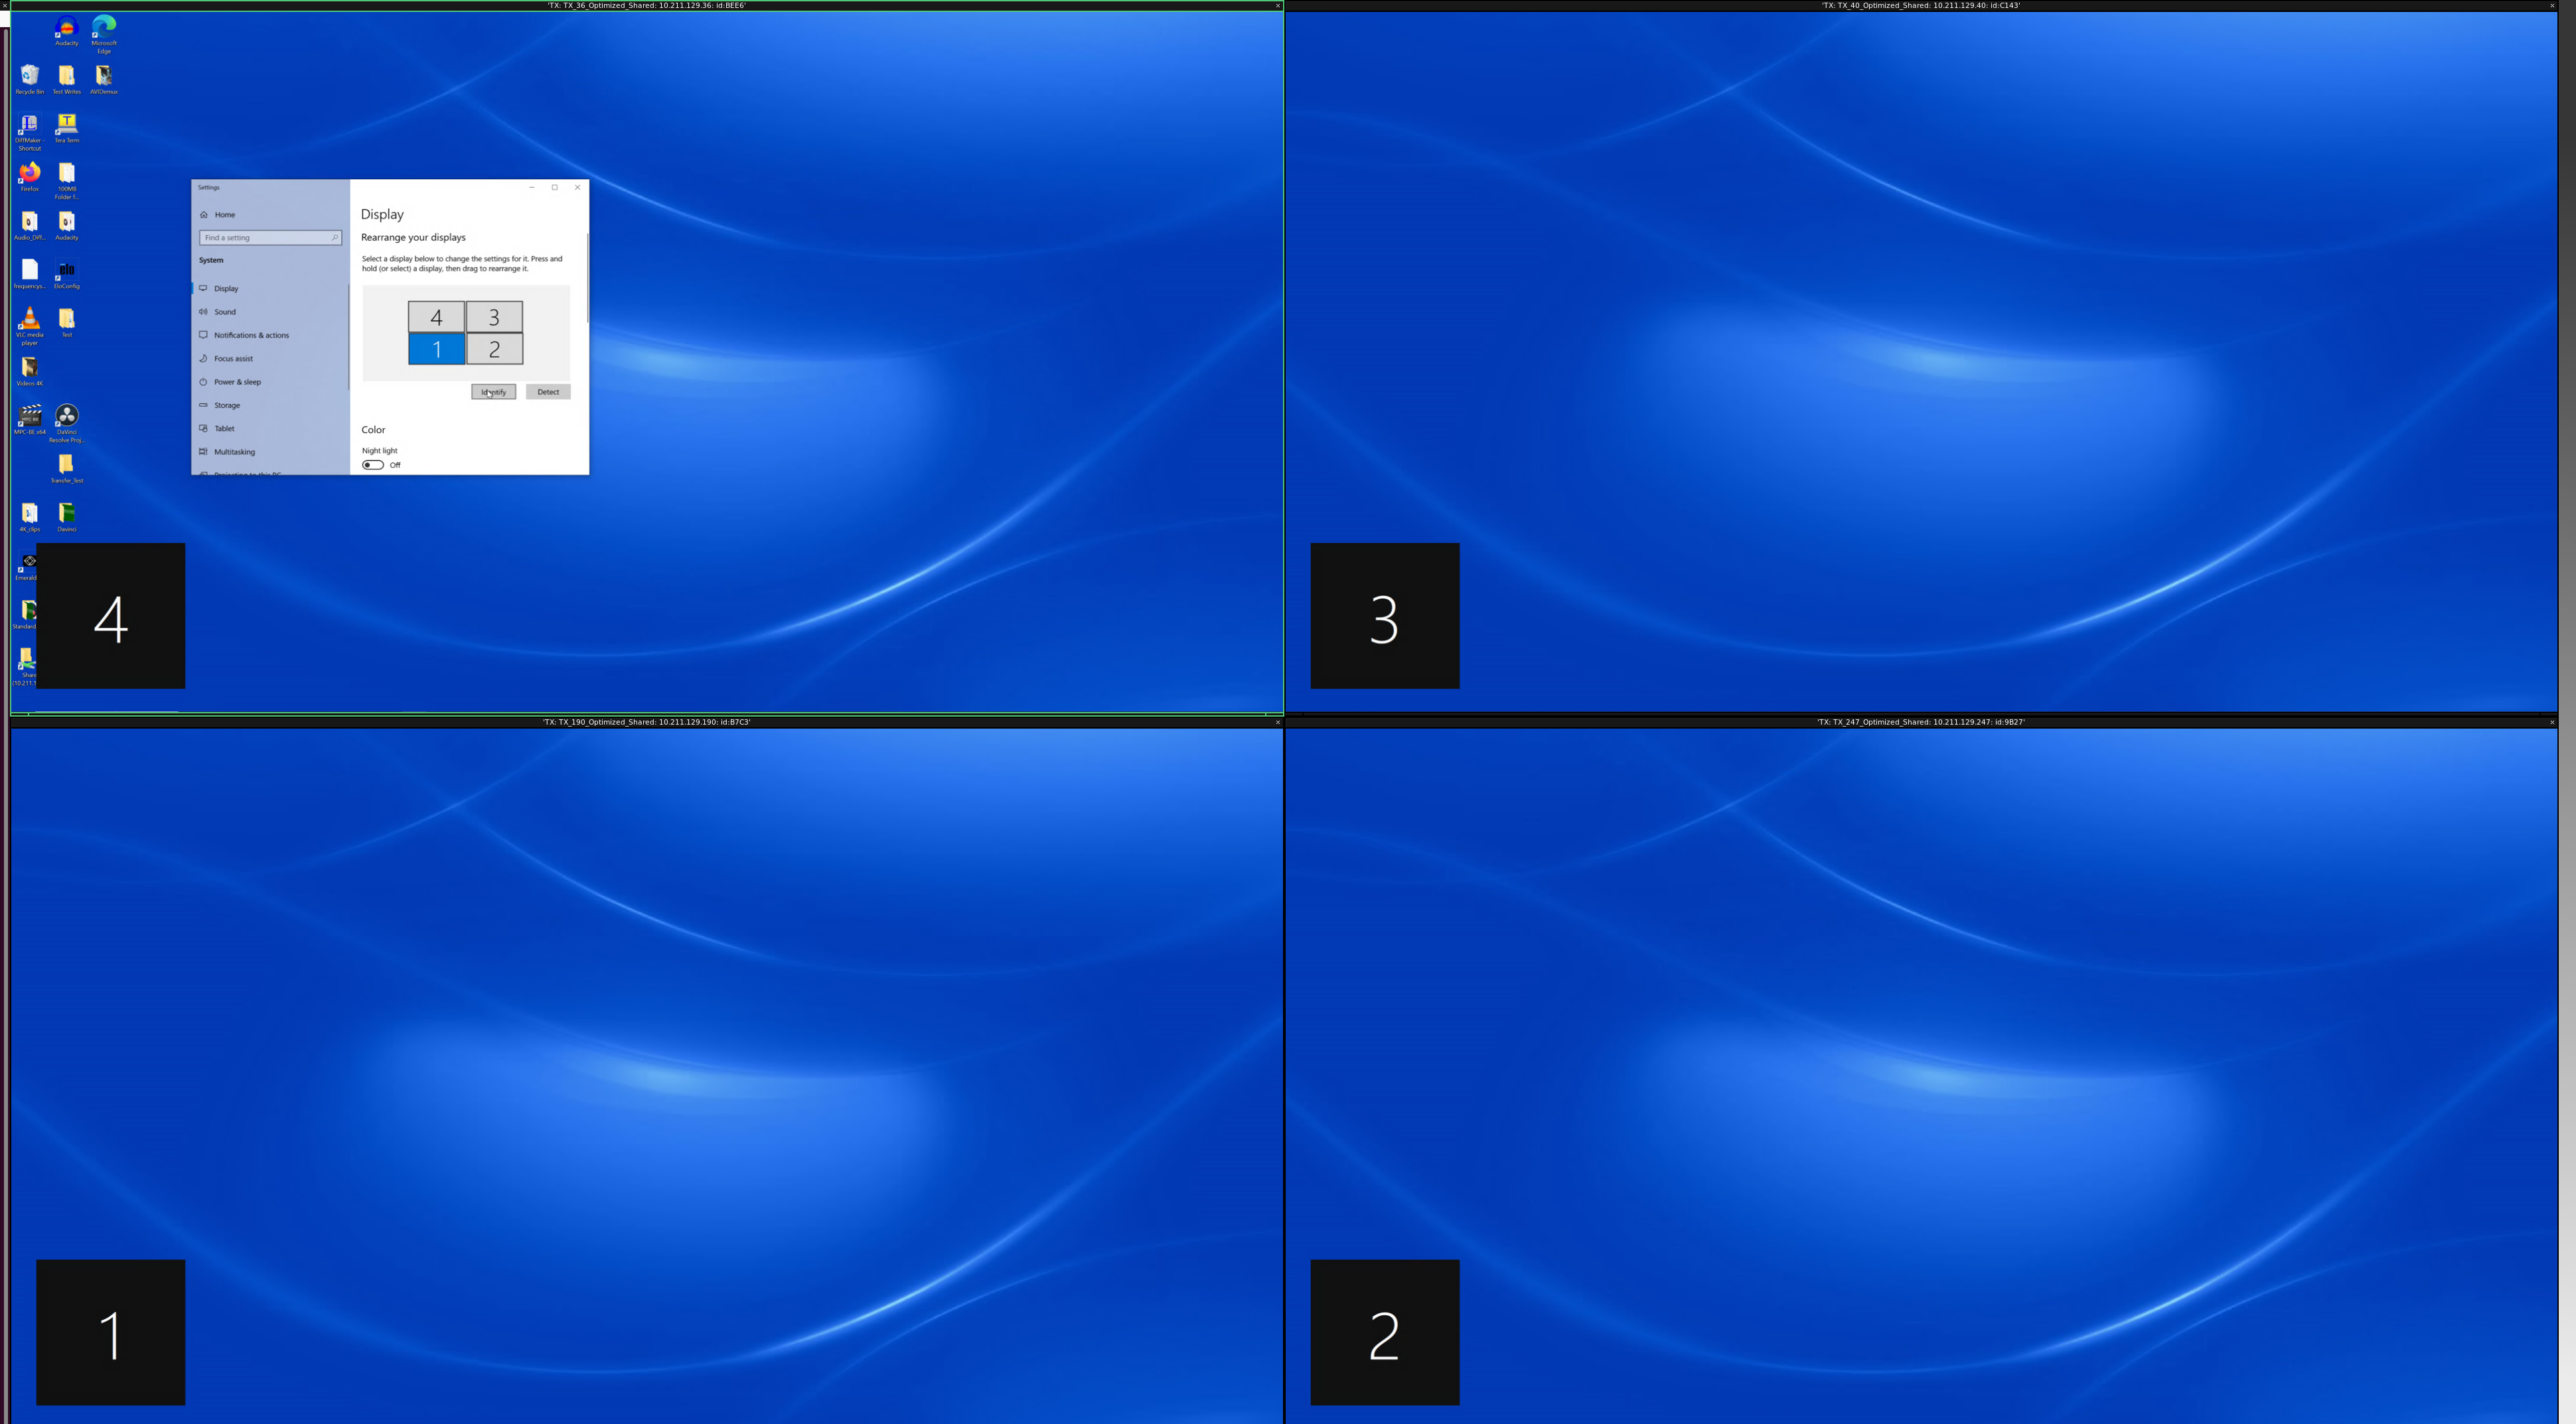 'TX: TX_36_Optimized_Shared: 10.211.129.36: id:BEE6'
'TX: TX_40_Optimized_Shared: 10.211.129.40: id:C143'
Audacity
Microsoft
Edge
Recycle Bin
Test Writes
AVIDemux
DiffMaker -
Shortcut
Tera Term
Firefox
100MB
Folder f...
Audio_Diff...
Audacity
frequencys...
elo
EloConfig
VLC media
player
Test
Videos 4K
MPC-BE x64
DaVinci
Resolve Proj...
Transfer_Test
4K_clips
Davinci
Emerald
Standard
Share
(10.211.1
Settings
Home
Find a setting
System
Display
Sound
Notifications & actions
Focus assist
Power & sleep
Storage
Tablet
Multitasking
Projecting to this PC
Display
Rearrange your displays
Select a display below to change the settings for it. Press and
hold (or select) a display, then drag to rearrange it.
4 3
1 2
Identify
Detect
Color
Night light
Off
4
3
'TX: TX_190_Optimized_Shared: 10.211.129.190: id:B7C3'
'TX: TX_247_Optimized_Shared: 10.211.129.247: id:9B27'
1
2